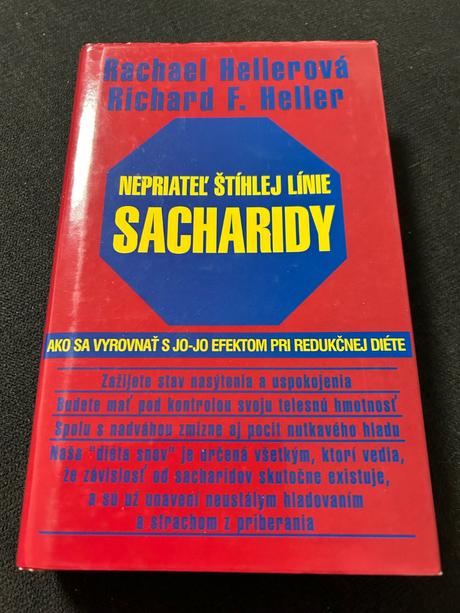 Rachael Hellerová
Richard F. Heller
NEPRIATEĽ ŠTÍHLEJ LÍNIE
SACHARIDY
AKO SA VYROVNAŤ S JO-JO EFEKTOM PRI REDUKČNEJ DIÉTE
Zažijete stav nasýtenia a uspokojenia
Budete mať pod kontrolou svoju telesnú hmotnosť
Spolu s nadváhou zmizne aj pocit nutkavého hladu
Naša "diéta snov" je určená všetkým, ktorí vedia,
že závislosť od sacharidov skutočne existuje,
a sú už unavení neustálym hladovaním
a strachom z priberania